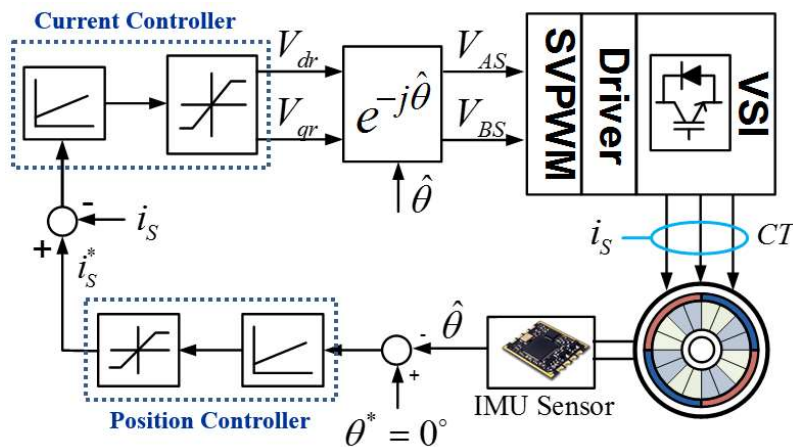 Current Controller
V_dr
V_qr
e^{-jθ̂}
θ̂
V_AS
V_BS
SVPWM
Driver
VSI
-
i_S
+
i_S^*
i_S
CT
-
θ̂
+
IMU Sensor
Position Controller
θ^* = 0°